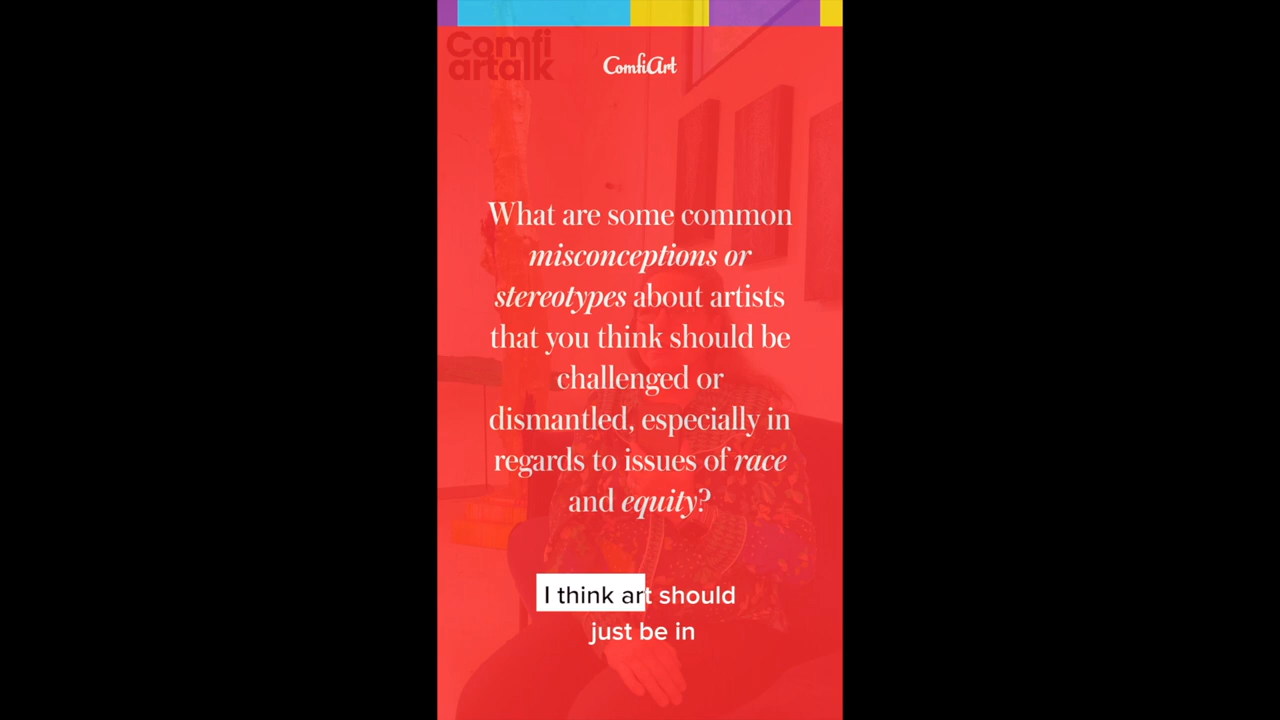 Comfi
artalk
ComfiArt
What are some common
misconceptions or
stereotypes about artists
that you think should be
challenged or
dismantled, especially in
regards to issues of race
and equity?
I think art should
just be in